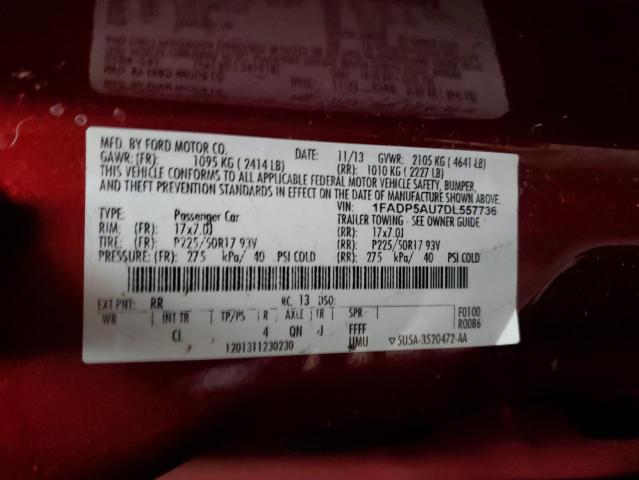 MFD. BY FORD MOTOR CO.
DATE: 11/13 GVWR: 2105 KG ( 4641 LB)
GAWR: (FR): 1095 KG ( 2414 LB) (RR): 1010 KG ( 2227 LB)
THIS VEHICLE CONFORMS TO ALL APPLICABLE FEDERAL MOTOR VEHICLE SAFETY, BUMPER,
AND THEFT PREVENTION STANDARDS IN EFFECT ON THE DATE OF MANUFACTURE SHOWN ABOVE.
VIN: 1FADP5AU7DL557736
TYPE: Passenger Car TRAILER TOWING - SEE OWNER GUIDE
RIM: (FR): 17x7.0J (RR): 17x7.0J
TIRE: (FR): P225/50R17 93V (RR): P225/50R17 93V
PRESSURE: (FR): 275 kPa/ 40 PSI COLD (RR): 275 kPa/ 40 PSI COLD
EXT PNT: RR RC: 13 DSO: F0100
WB INT TR TP/PS R AXLE TR SPR R0086
CL 4 QN J FFFF
1201311230230 UMU ▽5U5A-3520472-AA